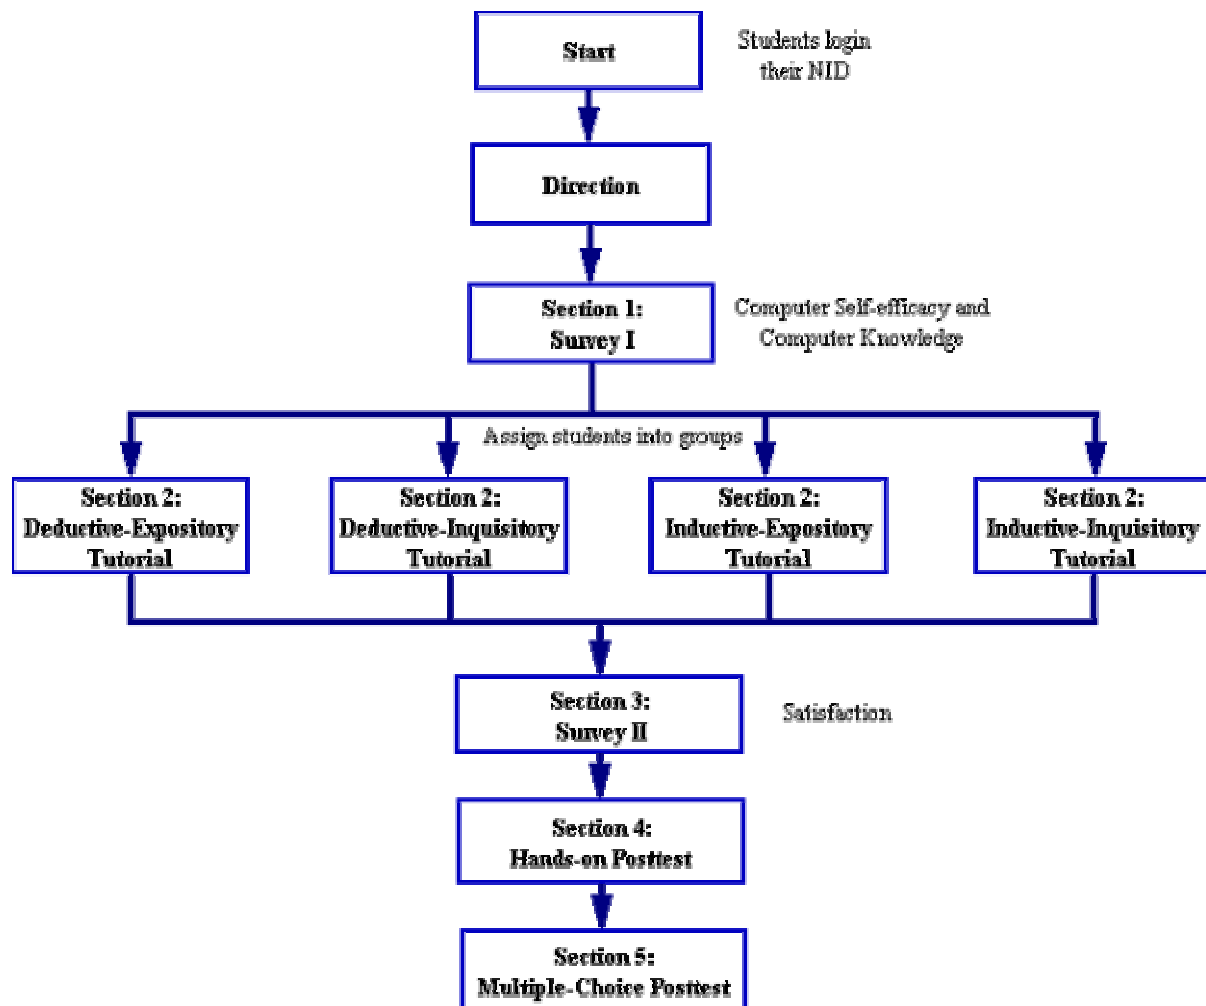 Start
Students login
their NID
Direction
Section 1:
Survey I
Computer Self-efficacy and
Computer Knowledge
Assign students into groups
Section 2:
Deductive-Expository
Tutorial
Section 2:
Deductive-Inquisitory
Tutorial
Section 2:
Inductive-Expository
Tutorial
Section 2:
Inductive-Inquisitory
Tutorial
Section 3:
Survey II
Satisfaction
Section 4:
Hands-on Posttest
Section 5:
Multiple-Choice Posttest